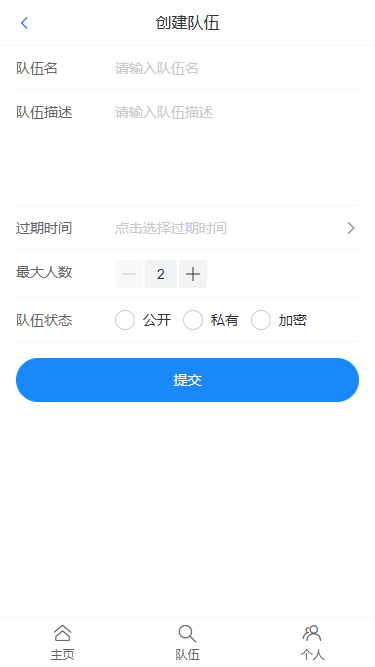 创建队伍
队伍名 请输入队伍名
队伍描述 请输入队伍描述
过期时间 点击选择过期时间
最大人数 2
队伍状态 公开 私有 加密
提交
主页 队伍 个人